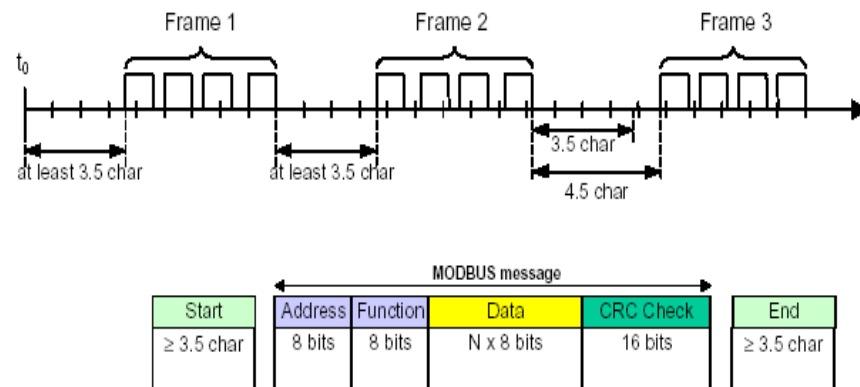 Frame 1 Frame 2 Frame 3
t0
3.5 char
at least 3.5 char at least 3.5 char
4.5 char
MODBUS message
Start Address Function Data CRC Check End
≥ 3.5 char 8 bits 8 bits N x 8 bits 16 bits ≥ 3.5 char